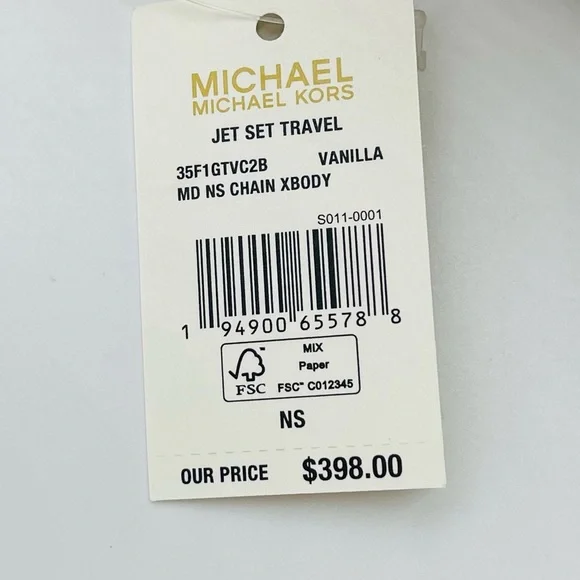 MICHAEL
MICHAEL KORS
JET SET TRAVEL
35F1GTVC2B VANILLA
MD NS CHAIN XBODY
S011-0001
1 94900 65578 8
FSC
MIX
Paper
FSC™ C012345
NS
OUR PRICE $398.00